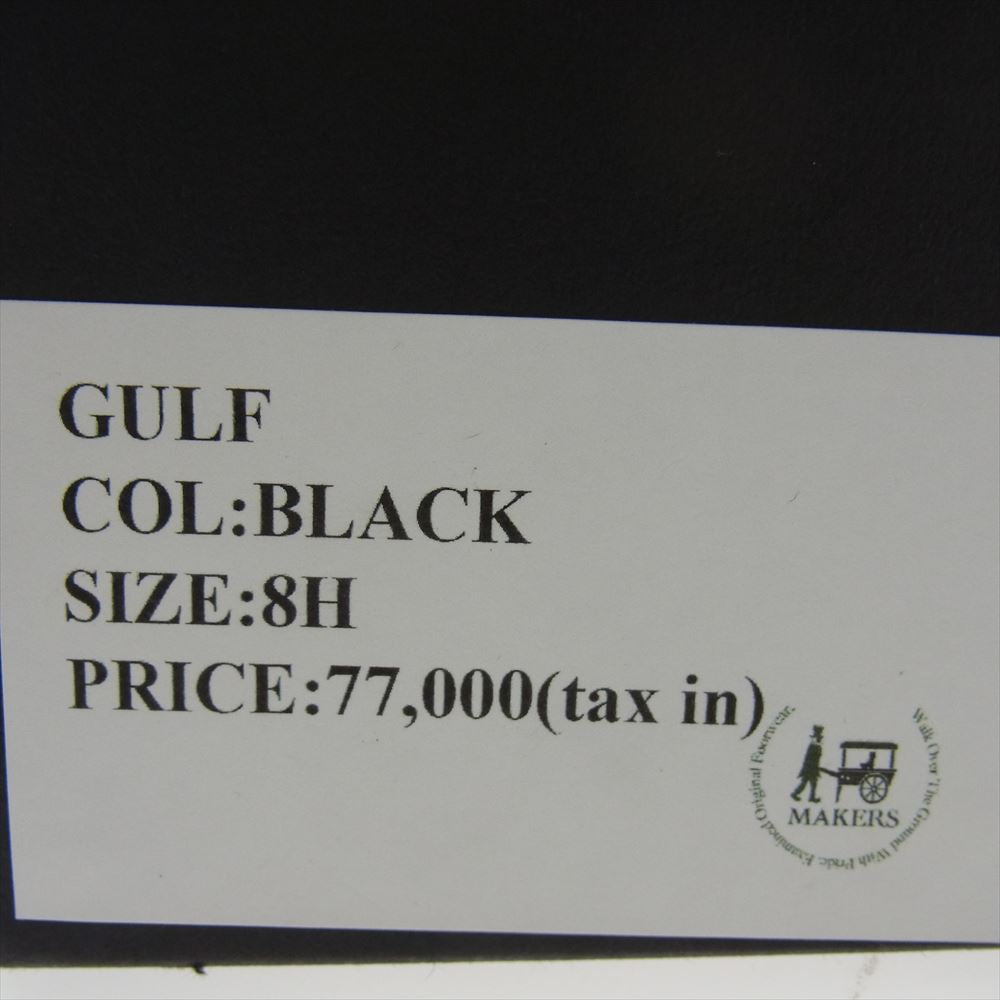 GULF
COL:BLACK
SIZE:8H
PRICE:77,000(tax in)
MAKERS
Walk Over The Ground With Pride. Examined Original Footwear.